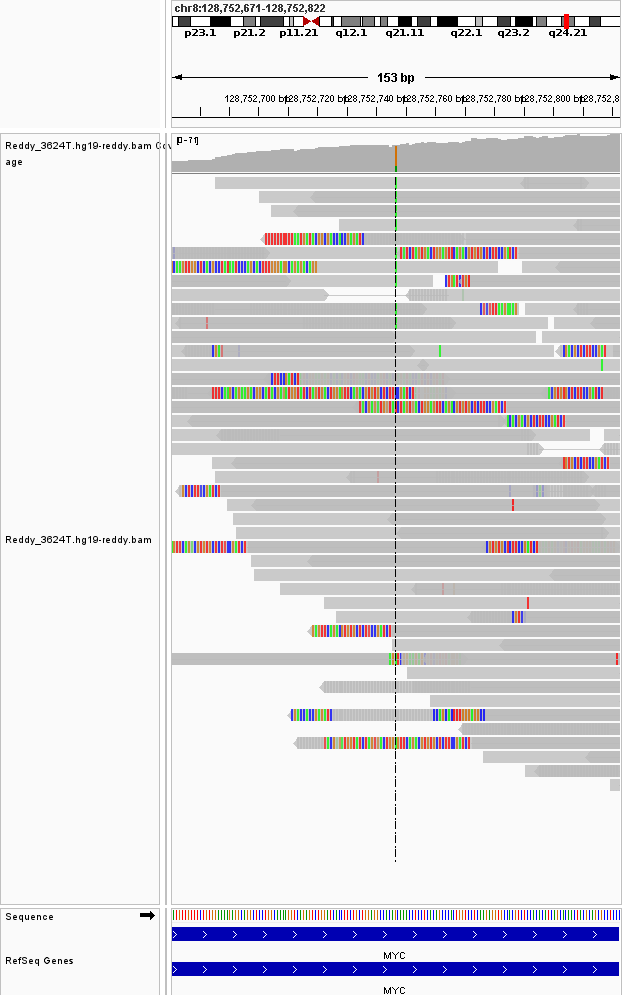 chr8:128,752,671-128,752,822
p23.1 p21.2 p11.21 q12.1 q21.11 q22.1 q23.2 q24.21
153 bp
128,752,700 bp 128,752,720 bp 128,752,740 bp 128,752,760 bp 128,752,780 bp 128,752,800 bp 128,752,8
[0-71]
Reddy_3624T.hg19-reddy.bam Cov
age
Reddy_3624T.hg19-reddy.bam
Sequence
MYC
RefSeq Genes
MYC